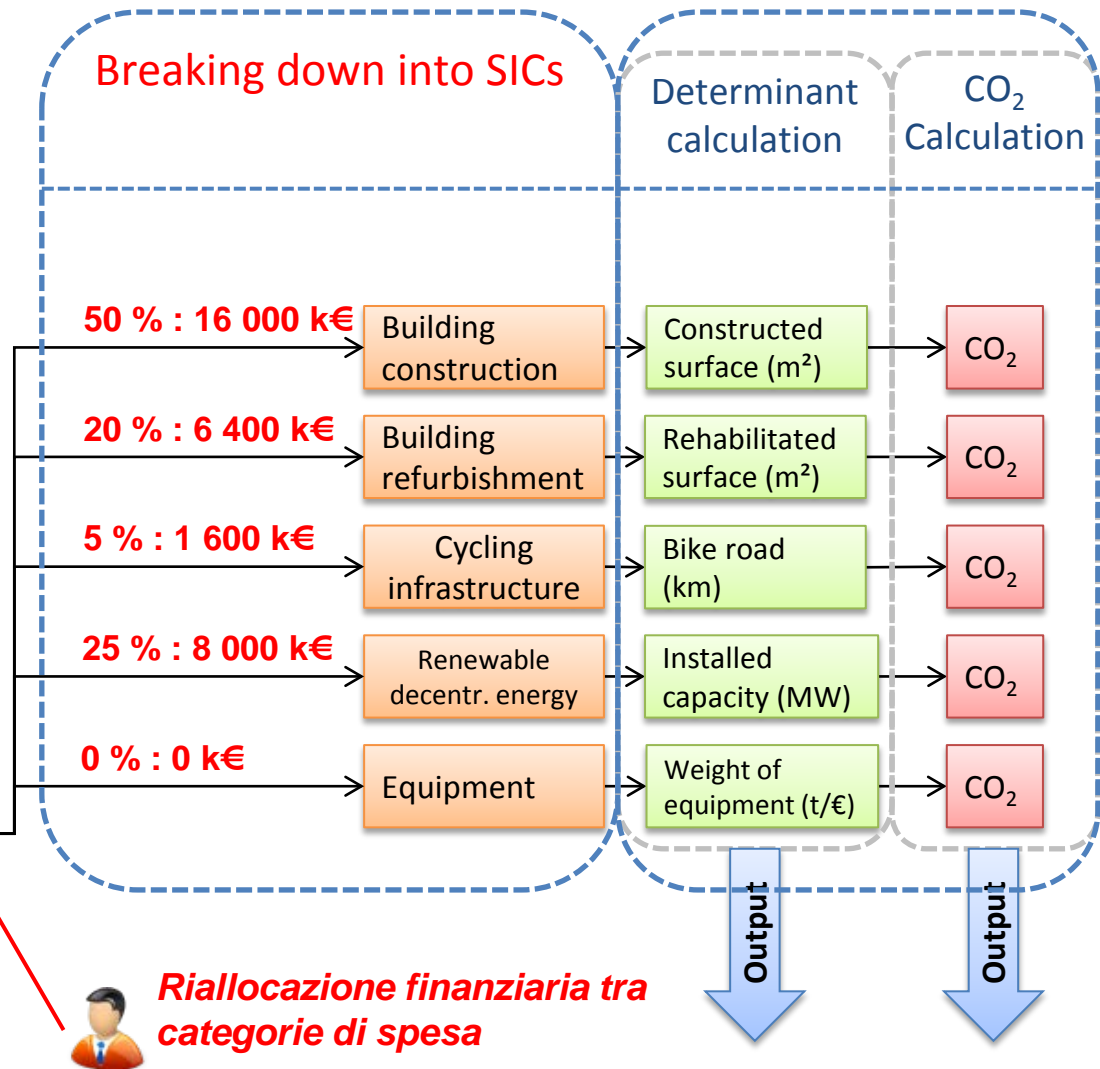 Breaking down into SICs
Determinant
calculation
CO₂
Calculation
50 % : 16 000 k€
Building
construction
Constructed
surface (m²)
CO₂
20 % : 6 400 k€
Building
refurbishment
Rehabilitated
surface (m²)
CO₂
5 % : 1 600 k€
Cycling
infrastructure
Bike road
(km)
CO₂
25 % : 8 000 k€
Renewable
decentr. energy
Installed
capacity (MW)
CO₂
0 % : 0 k€
Equipment
Weight of
equipment (t/€)
CO₂
Output
Output
Riallocazione finanziaria tra
categorie di spesa